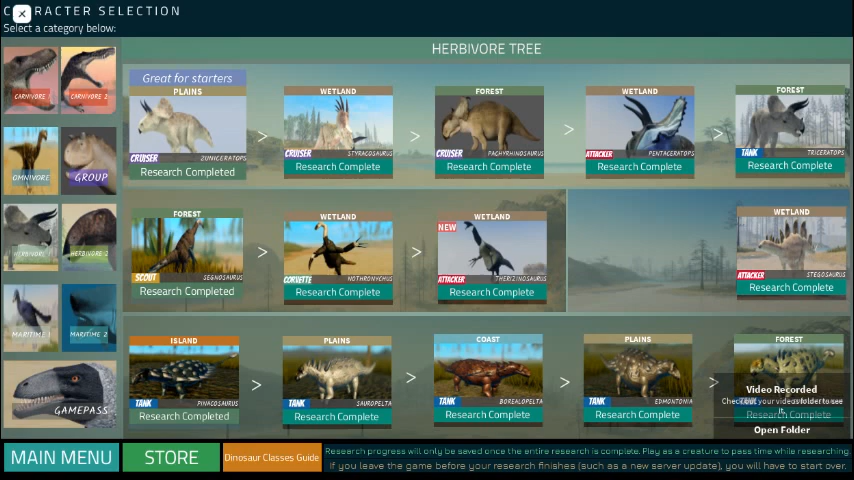 C RACTER SELECTION
Select a category below:
HERBIVORE TREE
CARNIVORE 1
CARNIVORE 2
OMNIVORE
GROUP
HERBIVORE
HERBIVORE 2
MARITIME 1
MARITIME 2
GAMEPASS
Great for starters
PLAINS
CRUISER
ZUNICERATOPS
Research Completed
>
WETLAND
CRUISER
STYRACOSAURUS
Research Complete
>
FOREST
CRUISER
PACHYRHINOSAURUS
Research Complete
>
WETLAND
ATTACKER
PENTACERATOPS
Research Complete
>
FOREST
TANK
TRICERATOPS
Research Complete
FOREST
SCOUT
SEGNOSAURUS
Research Completed
>
WETLAND
CORVETTE
NOTHRONYCHUS
Research Complete
>
WETLAND
NEW
ATTACKER
THERIZINOSAURUS
Research Complete
WETLAND
ATTACKER
STEGOSAURUS
Research Complete
ISLAND
TANK
PINACOSAURUS
Research Completed
>
PLAINS
TANK
SAUROPELTA
Research Complete
>
COAST
TANK
BOREALOPELTA
Research Complete
>
PLAINS
TANK
EDMONTONIA
Research Complete
>
FOREST
Research Complete
Video Recorded
Check out your videos folder to see
it.
Open Folder
MAIN MENU
STORE
Dinosaur Classes Guide
Research progress will only be saved once the entire research is complete. Play as a creature to pass time while researching.
If you leave the game before your research finishes (such as a new server update), you will have to start over.